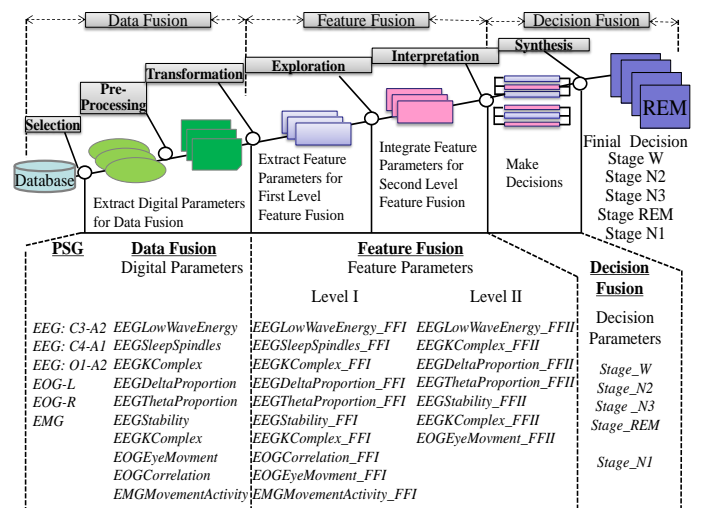 Data Fusion
Feature Fusion
Decision Fusion
Selection
Pre-
Processing
Transformation
Exploration
Interpretation
Synthesis
Database
REM
Extract Digital Parameters
for Data Fusion
Extract Feature
Parameters for
First Level
Feature Fusion
Integrate Feature
Parameters for
Second Level
Feature Fusion
Make
Decisions
Finial Decision
Stage W
Stage N2
Stage N3
Stage REM
Stage N1
PSG
EEG: C3-A2
EEG: C4-A1
EEG: O1-A2
EOG-L
EOG-R
EMG
Data Fusion
Digital Parameters
EEGLowWaveEnergy
EEGSleepSpindles
EEGKComplex
EEGDeltaProportion
EEGThetaProportion
EEGStability
EEGKComplex
EOGEyeMovment
EOGCorrelation
EMGMovementActivity
Feature Fusion
Feature Parameters
Level I
EEGLowWaveEnergy_FFI
EEGSleepSpindles_FFI
EEGKComplex_FFI
EEGDeltaProportion_FFI
EEGThetaProportion_FFI
EEGStability_FFI
EEGKComplex_FFI
EOGCorrelation_FFI
EOGEyeMovment_FFI
EMGMovementActivity_FFI
Level II
EEGLowWaveEnergy_FFII
EEGKComplex_FFII
EEGDeltaProportion_FFII
EEGThetaProportion_FFII
EEGStability_FFII
EEGKComplex_FFII
EOGEyeMovment_FFII
Decision
Fusion
Decision
Parameters
Stage_W
Stage_N2
Stage_N3
Stage_REM
Stage_N1